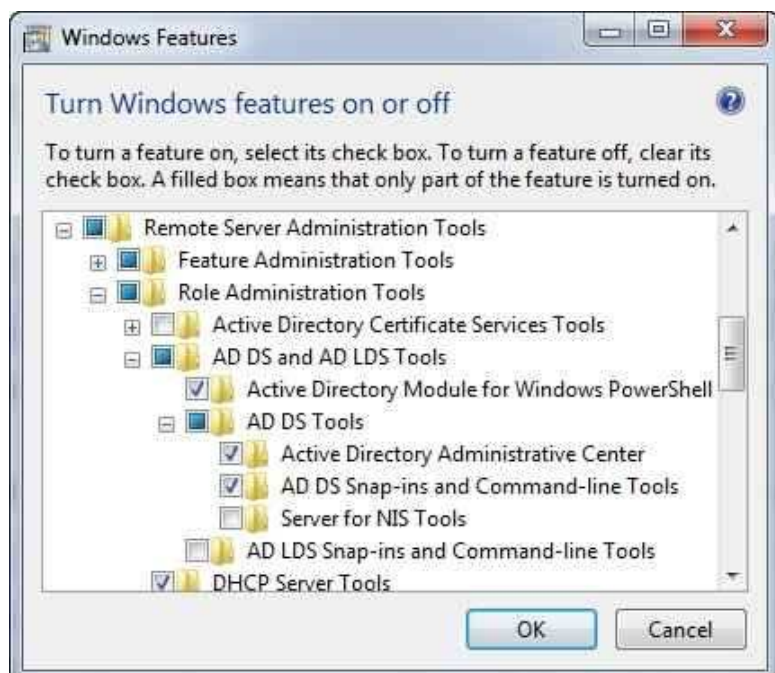 Windows Features
Turn Windows features on or off
To turn a feature on, select its check box. To turn a feature off, clear its
check box. A filled box means that only part of the feature is turned on.
Remote Server Administration Tools
Feature Administration Tools
Role Administration Tools
Active Directory Certificate Services Tools
AD DS and AD LDS Tools
Active Directory Module for Windows PowerShell
AD DS Tools
Active Directory Administrative Center
AD DS Snap-ins and Command-line Tools
Server for NIS Tools
AD LDS Snap-ins and Command-line Tools
DHCP Server Tools
OK
Cancel